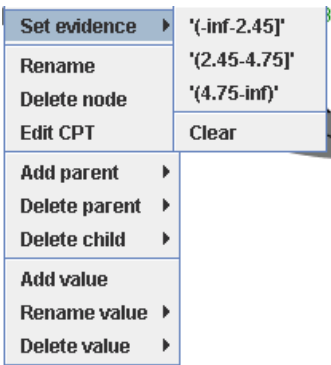 Set evidence
Rename
Delete node
Edit CPT
Add parent
Delete parent
Delete child
Add value
Rename value
Delete value
'(-inf-2.45]'
'(2.45-4.75]'
'(4.75-inf)'
Clear